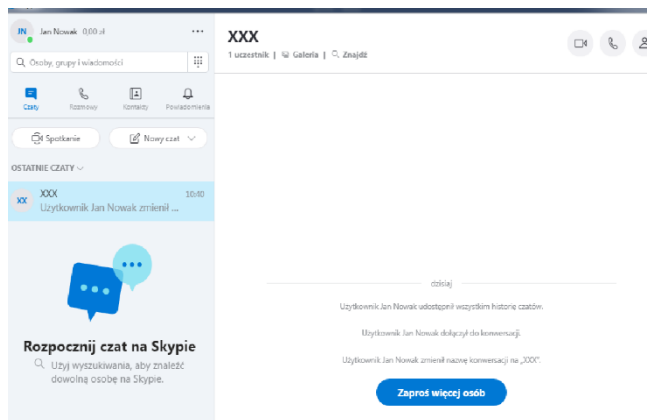 JN Jan Nowak 0,00 zł ...
Osoby, grupy i wiadomości
Czaty Rozmowy Kontakty Powiadomienia
Spotkanie Nowy czat
OSTATNIE CZATY
XX XXX 10:40
Użytkownik Jan Nowak zmienił ...
Rozpocznij czat na Skypie
Użyj wyszukiwania, aby znaleźć
dowolną osobę na Skypie.
XXX
1 uczestnik | Galeria | Znajdź
dzisiaj
Użytkownik Jan Nowak udostępnił wszystkim historię czatów.
Użytkownik Jan Nowak dołączył do konwersacji.
Użytkownik Jan Nowak zmienił nazwę konwersacji na „XXX”.
Zaproś więcej osób